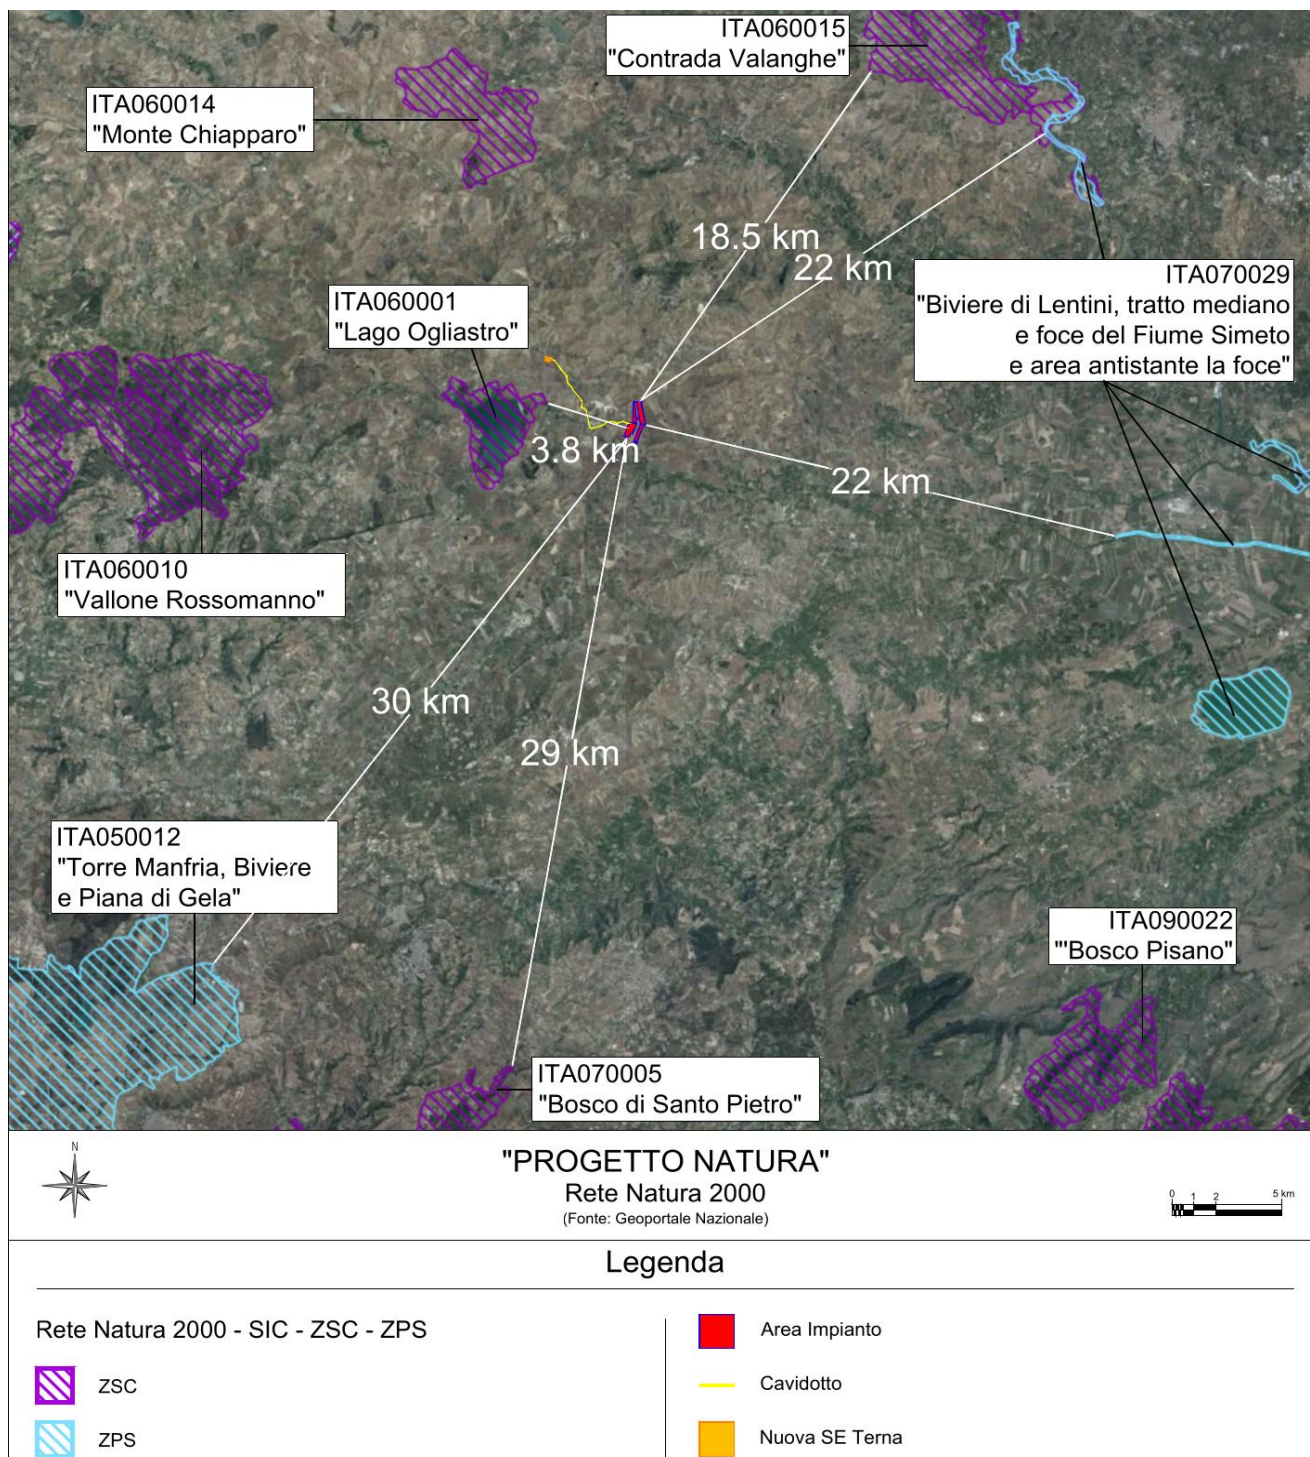 ITA060015
"Contrada Valanghe"
ITA060014
"Monte Chiapparo"
18.5 km
22 km
ITA070029
"Biviere di Lentini, tratto mediano
e foce del Fiume Simeto
e area antistante la foce"
ITA060001
"Lago Ogliastro"
3.8 km
22 km
ITA060010
"Vallone Rossomanno"
30 km
29 km
ITA050012
"Torre Manfria, Biviere
e Piana di Gela"
ITA090022
"'Bosco Pisano"
ITA070005
"Bosco di Santo Pietro"
N
"PROGETTO NATURA"
Rete Natura 2000
(Fonte: Geoportale Nazionale)
0 1 2 5 km
Legenda
Rete Natura 2000 - SIC - ZSC - ZPS
ZSC
ZPS
Area Impianto
Cavidotto
Nuova SE Terna